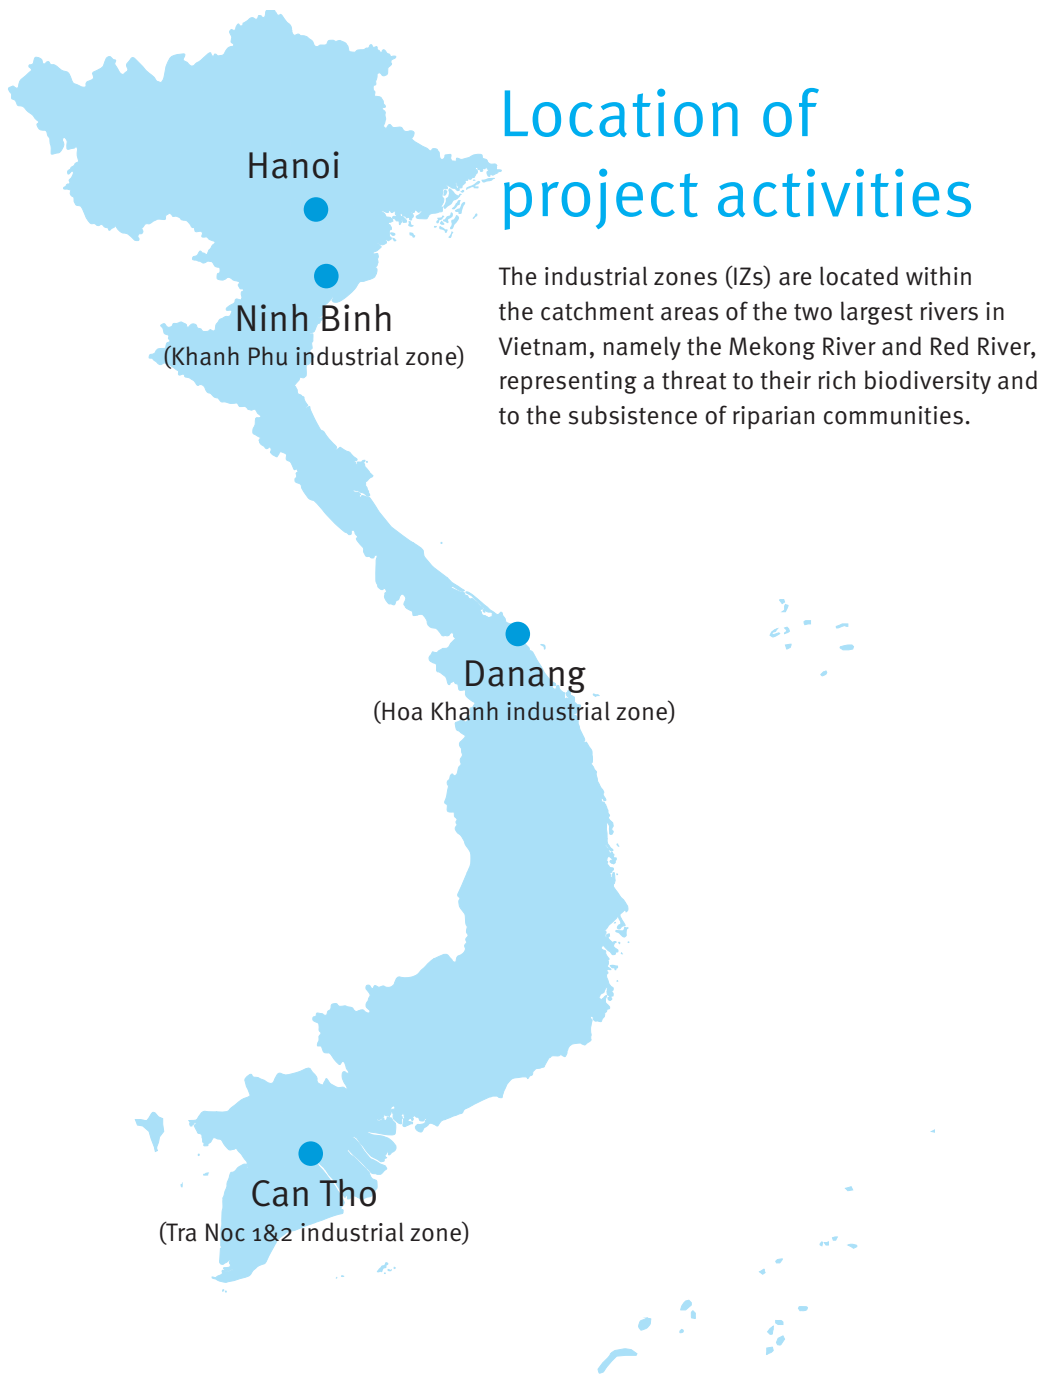 Location of
project activities
The industrial zones (IZs) are located within
the catchment areas of the two largest rivers in
Vietnam, namely the Mekong River and Red River,
representing a threat to their rich biodiversity and
to the subsistence of riparian communities.
Hanoi
Ninh Binh
(Khanh Phu industrial zone)
Danang
(Hoa Khanh industrial zone)
Can Tho
(Tra Noc 1&2 industrial zone)